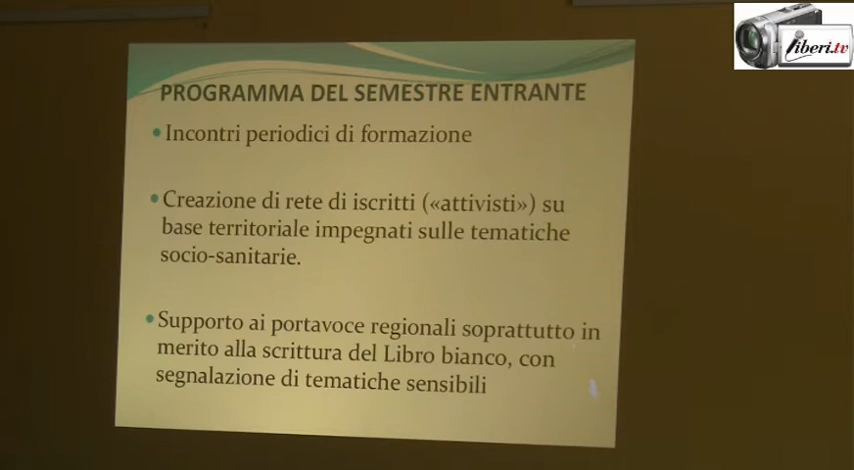 liberi.tv
PROGRAMMA DEL SEMESTRE ENTRANTE
• Incontri periodici di formazione
• Creazione di rete di iscritti («attivisti») su
base territoriale impegnati sulle tematiche
socio-sanitarie.
• Supporto ai portavoce regionali soprattutto in
merito alla scrittura del Libro bianco, con
segnalazione di tematiche sensibili